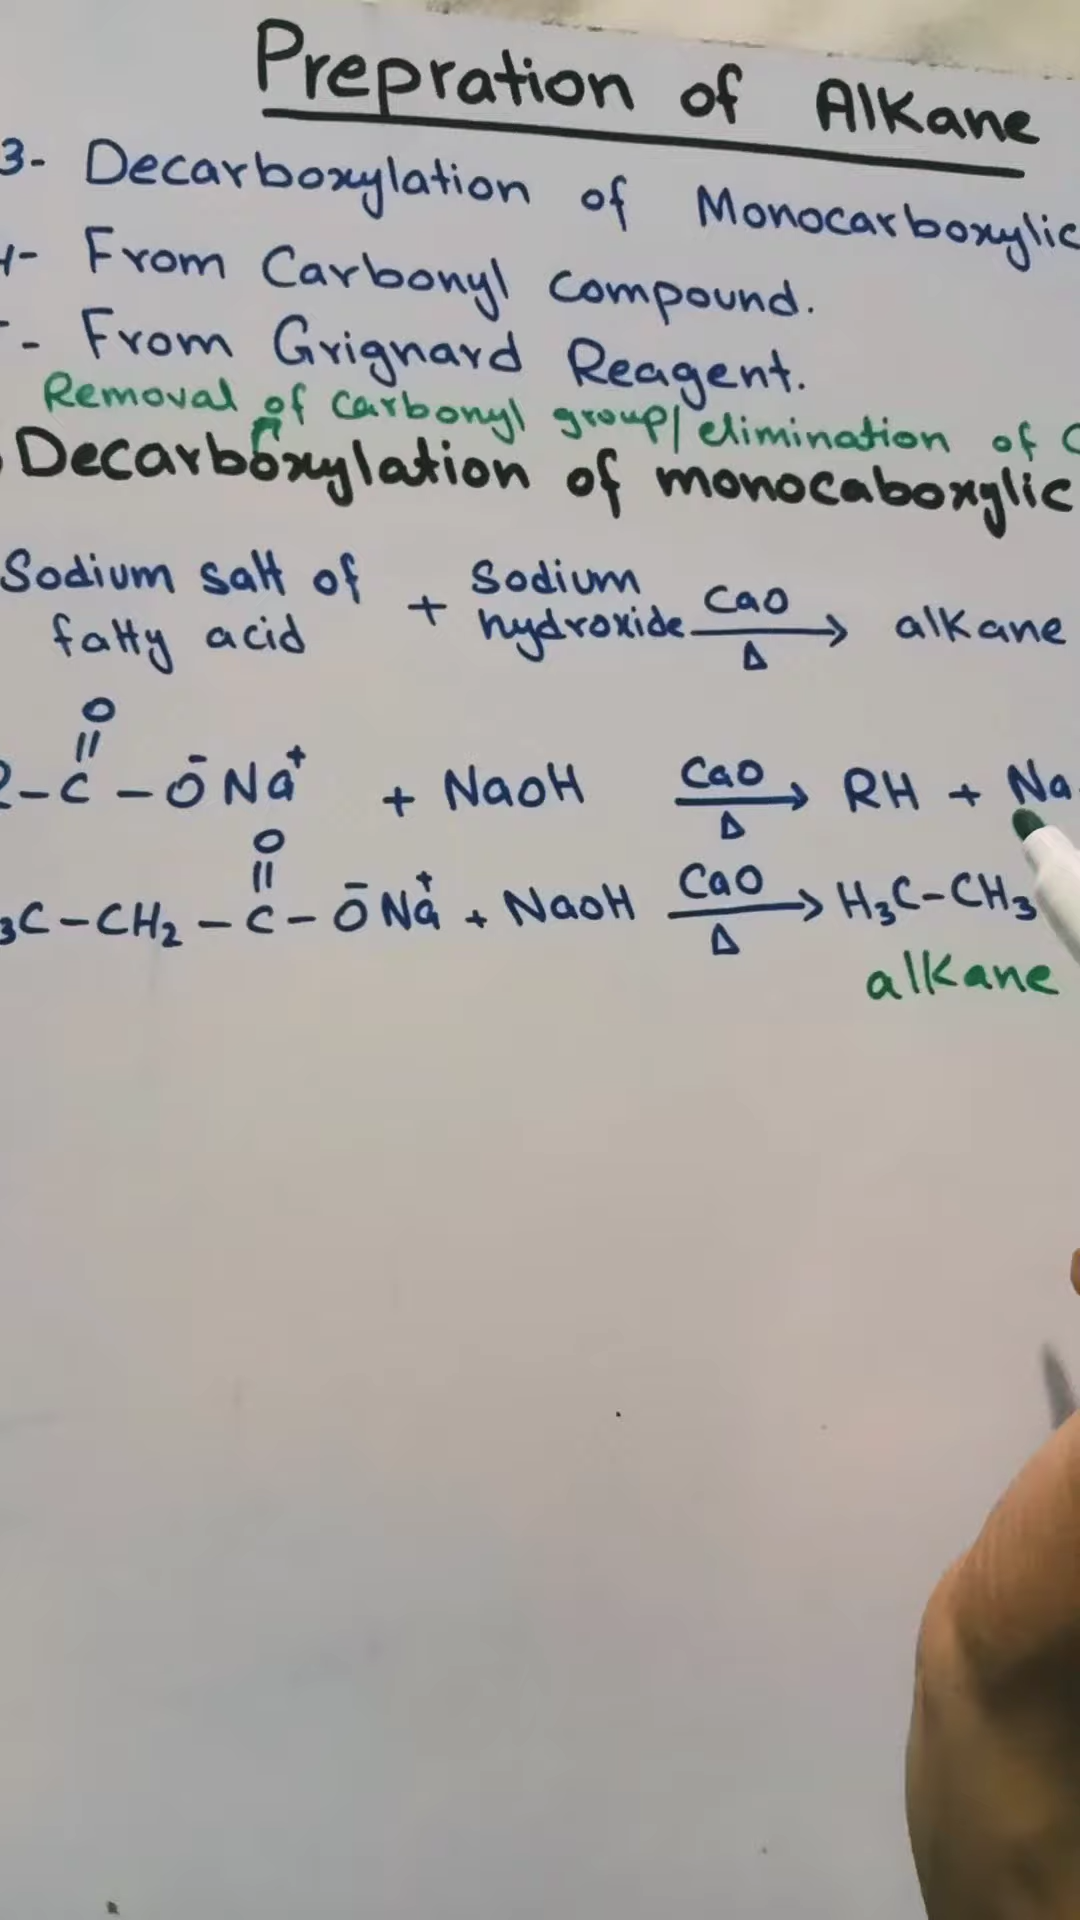 Prepration of Alkane
3- Decarboxylation of Monocarboxylic
- From Carbonyl compound.
- From Grignard Reagent.
Removal of carbonyl group/elimination of C
Decarboxylation of monocaboxylic
Sodium salt of + Sodium CaO → alkane
fatty acid hydroxide Δ
O
||
R-C-ŌNa⁺ + NaOH CaO → RH + Na
Δ
O
||
₃C-CH₂-C-ŌNa⁺ + NaOH CaO → H₃C-CH₃
Δ
alkane